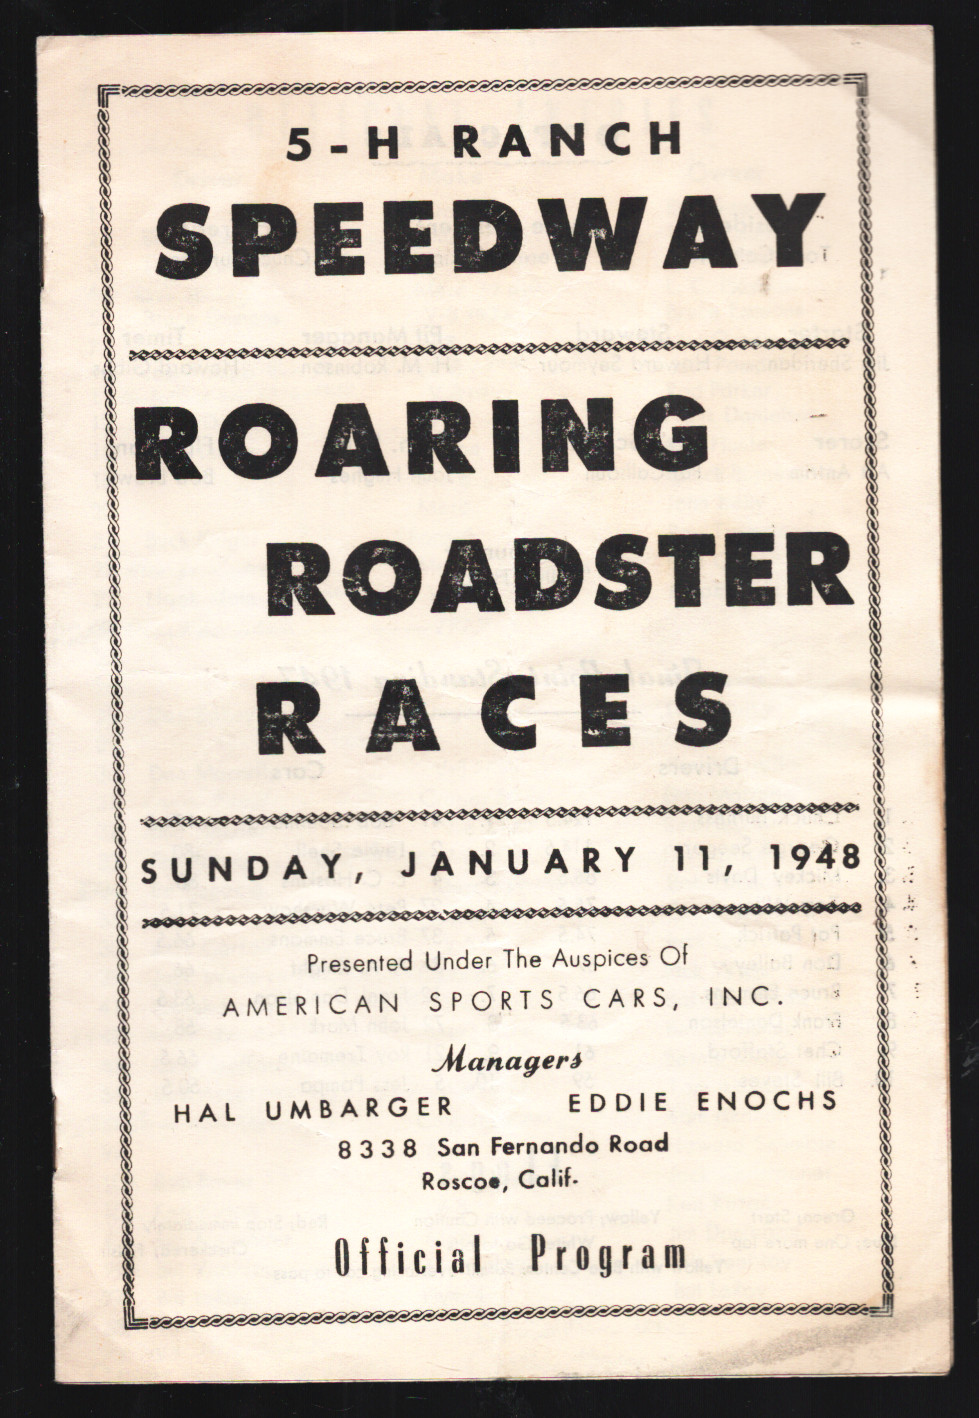 5-H RANCH
SPEEDWAY
ROARING
ROADSTER
RACES
SUNDAY, JANUARY 11, 1948
Presented Under The Auspices Of
AMERICAN SPORTS CARS, INC.
Managers
HAL UMBARGER EDDIE ENOCHS
8338 San Fernando Road
Roscoe, Calif.
Official Program